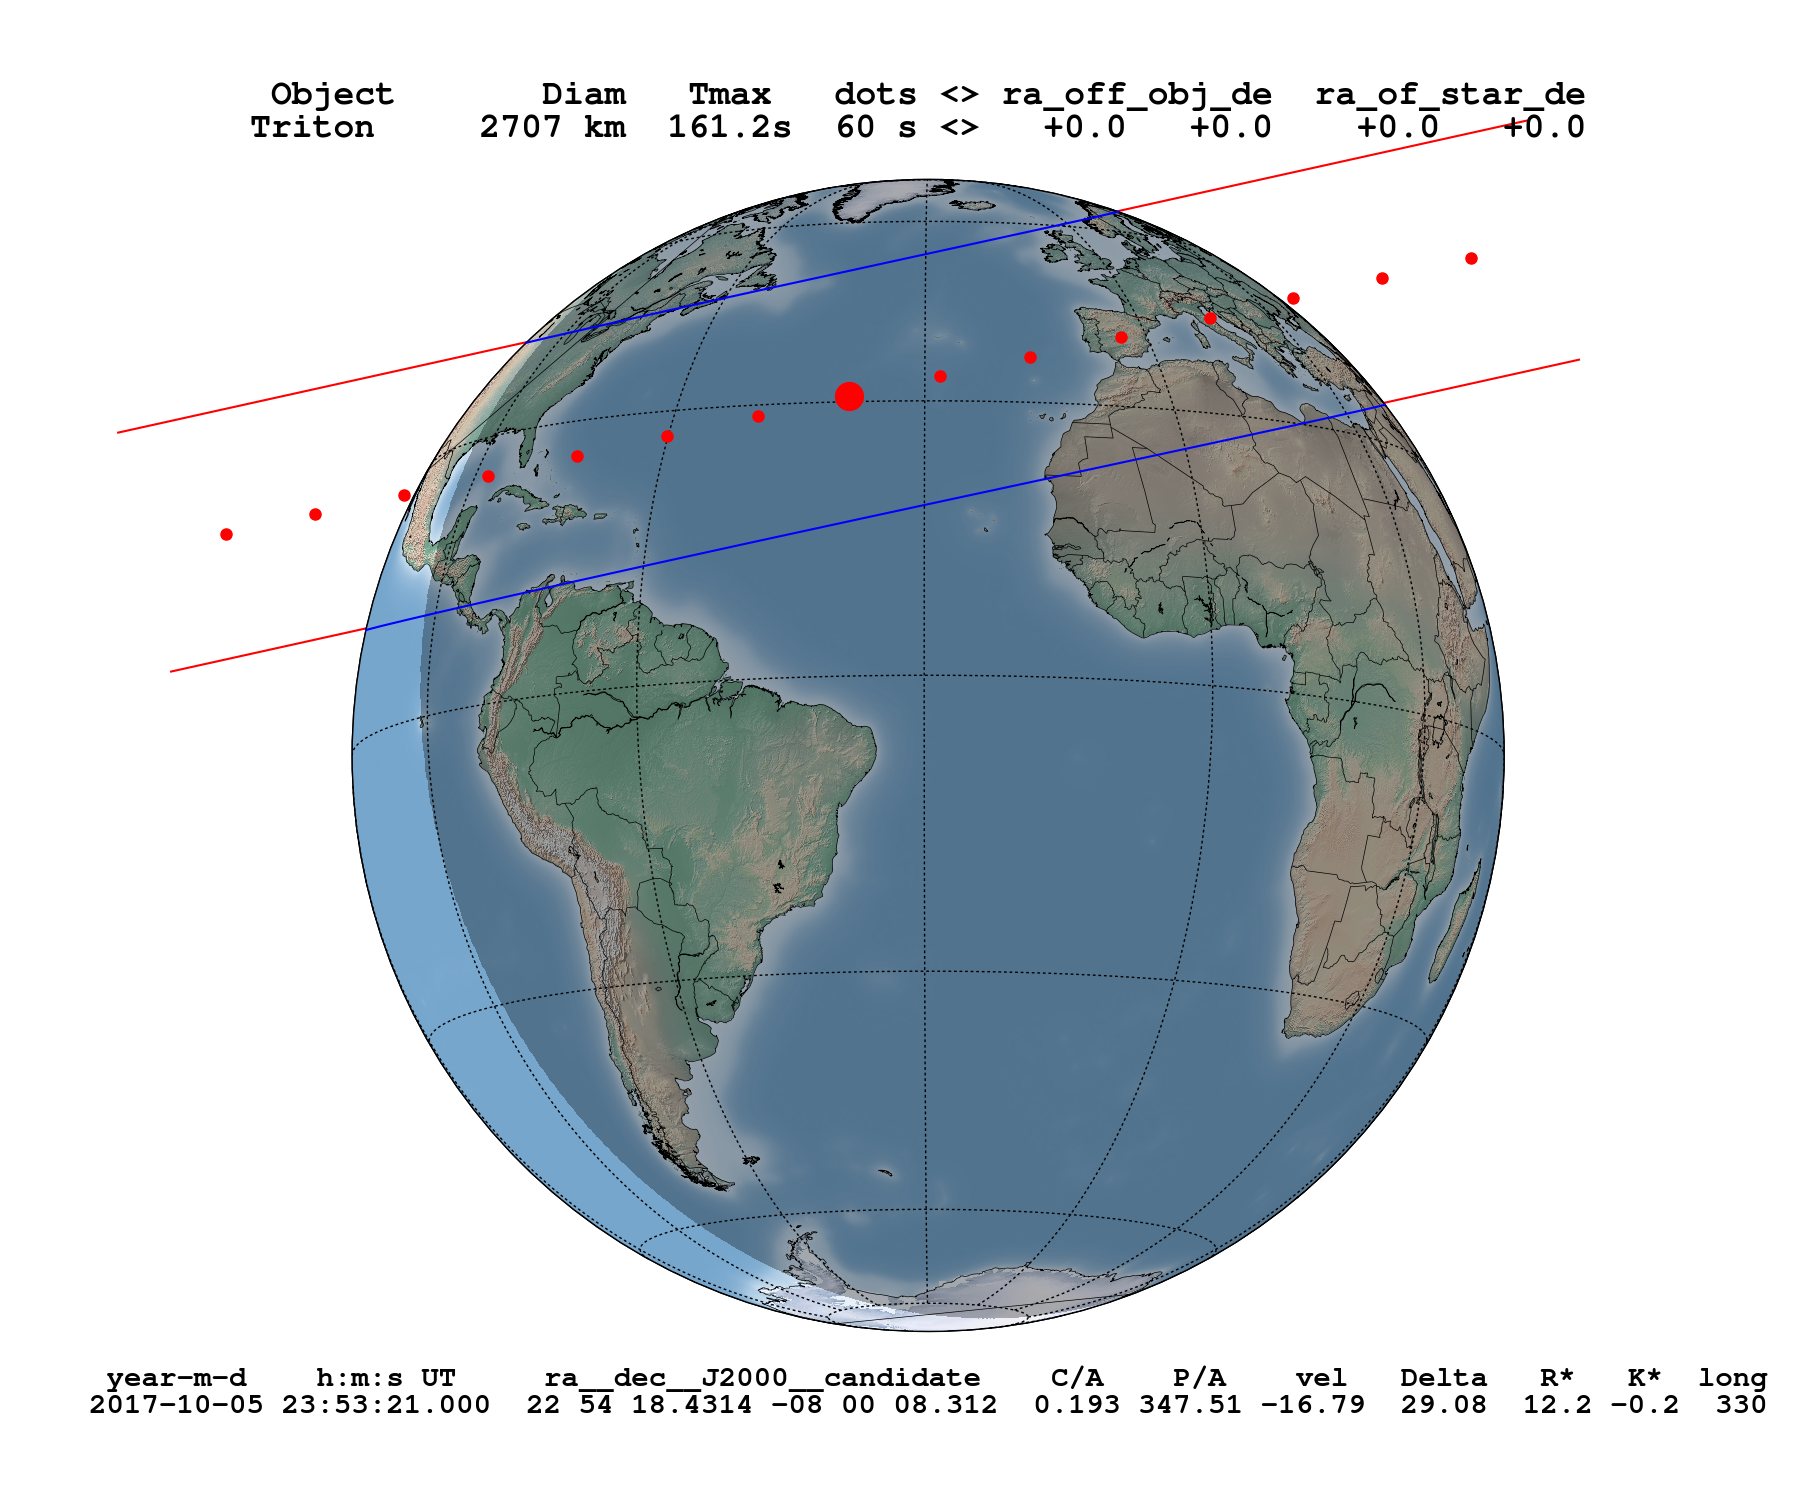 Object Diam Tmax dots <> ra_off_obj_de ra_of_star_de
Triton 2707 km 161.2s 60 s <> +0.0 +0.0 +0.0 +0.0
year-m-d h:m:s UT ra__dec__J2000__candidate C/A P/A vel Delta R* K* long
2017-10-05 23:53:21.000 22 54 18.4314 -08 00 08.312 0.193 347.51 -16.79 29.08 12.2 -0.2 330